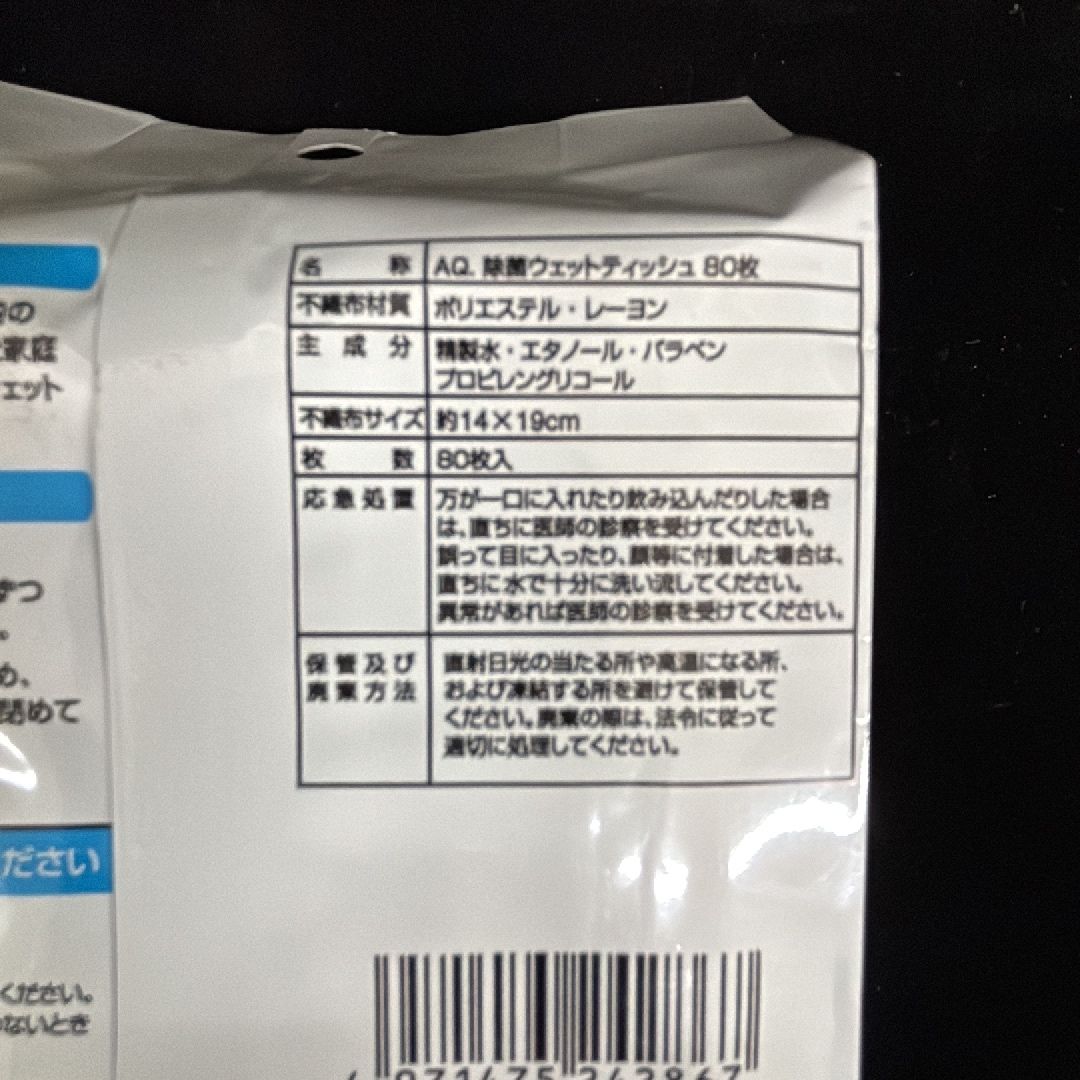 名称 AQ. 除菌ウェットティッシュ 80枚
不織布材質 ポリエステル・レーヨン
主成分 精製水・エタノール・パラベン
プロピレングリコール
不織布サイズ 約14×19cm
枚数 80枚入
応急処置 万が一口に入れたり飲み込んだりした場合
は、直ちに医師の診察を受けてください。
誤って目に入ったり、顔等に付着した場合は、
直ちに水で十分に洗い流してください。
異常があれば医師の診察を受けてください。
保管及び
廃棄方法
直射日光の当たる所や高温になる所、
および凍結する所を避けて保管して
ください。廃棄の際は、法令に従って
適切に処理してください。
の
家庭
ェット
ずつ
。
め、
閉めて
ださい
ください。
ないとき